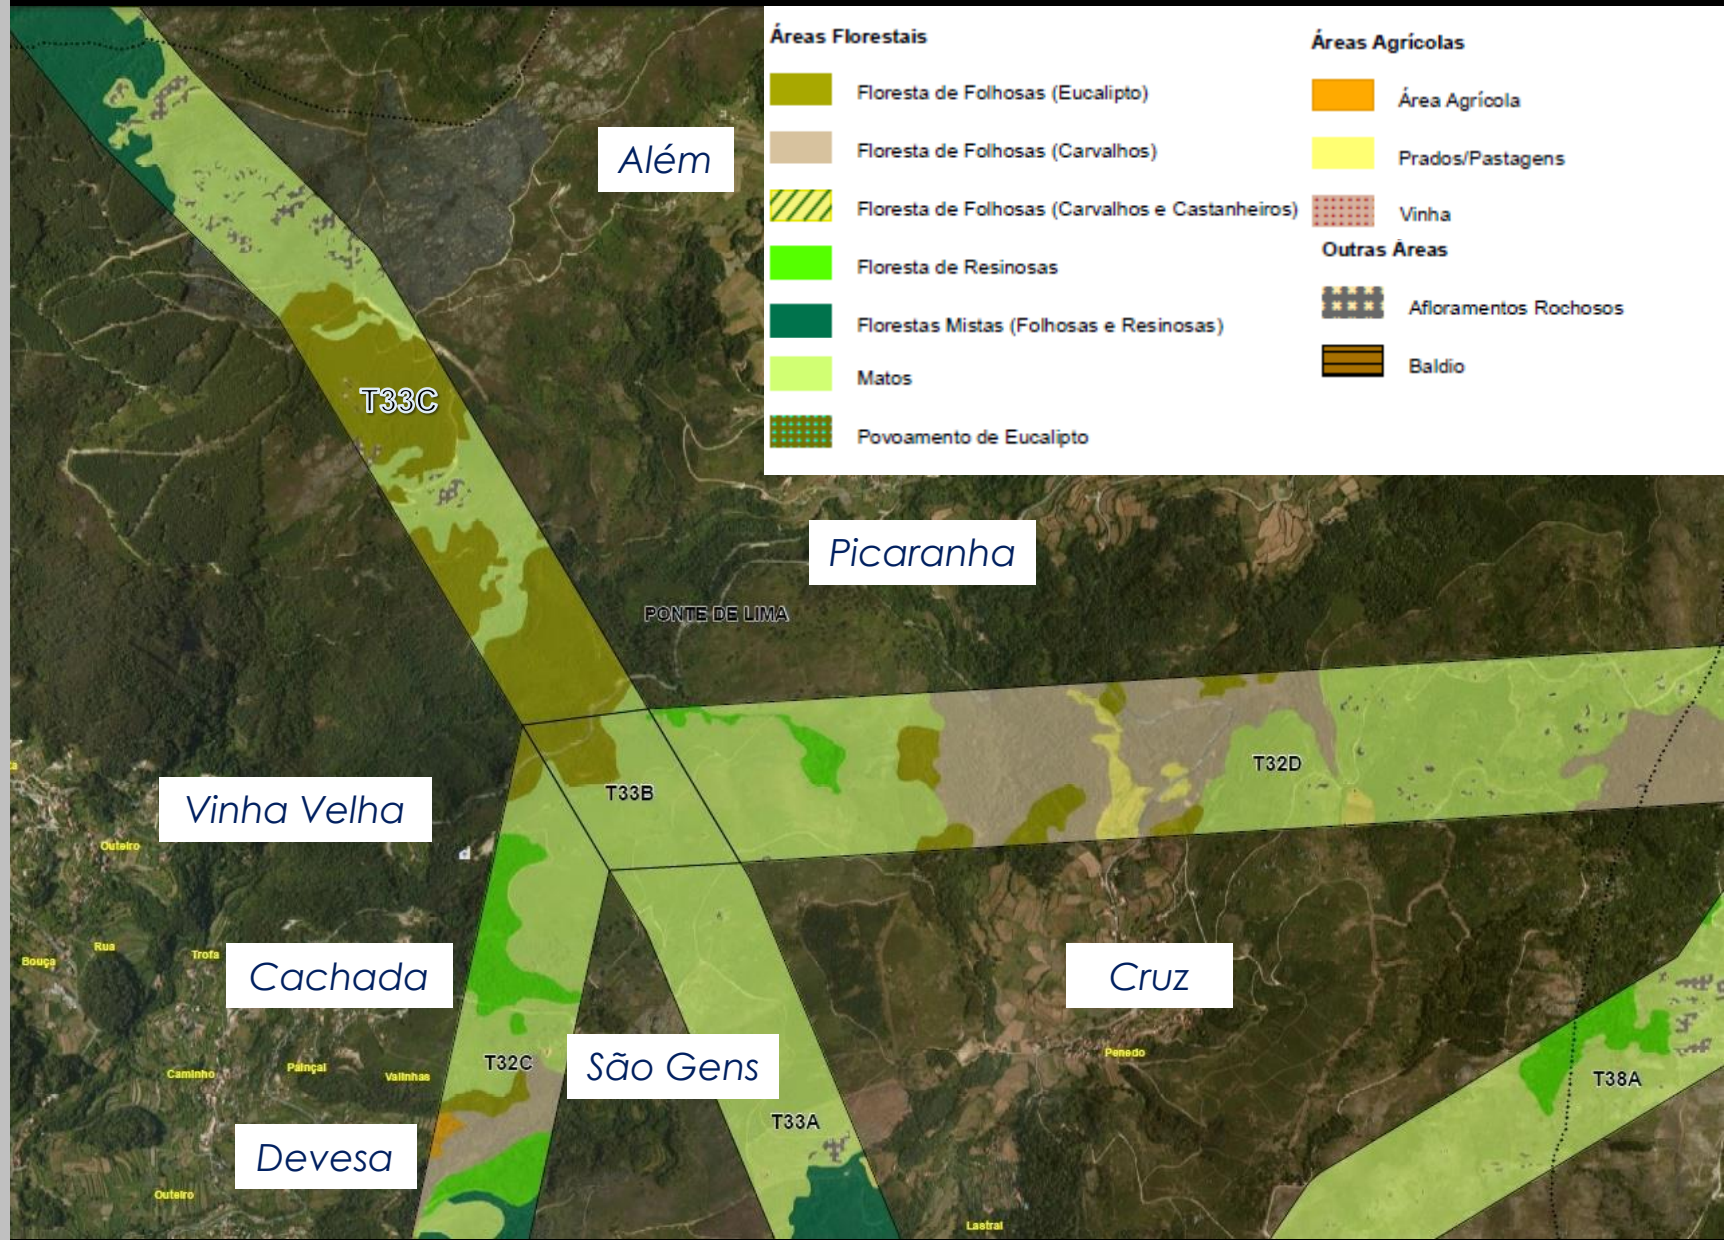 Áreas Florestais
Floresta de Folhosas (Eucalipto)
Floresta de Folhosas (Carvalhos)
Floresta de Folhosas (Carvalhos e Castanheiros)
Floresta de Resinosas
Florestas Mistas (Folhosas e Resinosas)
Matos
Povoamento de Eucalipto
Áreas Agrícolas
Área Agrícola
Prados/Pastagens
Vinha
Outras Áreas
Afloramentos Rochosos
Baldio
Além
T33C
Picaranha
PONTE DE LIMA
T32D
T33B
Vinha Velha
Outeiro
Rua
Bouça
Trofa
Cachada
Cruz
T32C
São Gens
Penedo
Caminho
Painçal
Valinhas
T38A
T33A
Devesa
Outeiro
Lastral